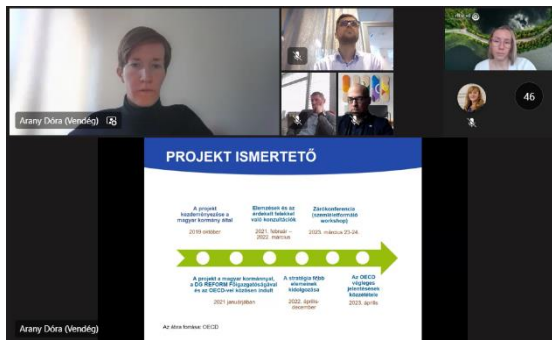 Arany Dóra (Vendég)
46
PROJEKT ISMERTETŐ
A projekt
kezdeményezése a
magyar kormány által
2019 október
Elemzések és az
érdekelt felekkel
való konzultációk
2021. február –
2022. március
Zárókonferencia
(szemléletformáló
workshop)
2023. március 23-24.
A projekt a magyar kormánnyal,
a DG REFORM Főigazgatóságával
és az OECD-vel közösen indult
2021 januárjában
A stratégia főbb
elemeinek
kidolgozása
2022. április-
december
Az OECD
végleges
jelentésének
közzététele
2023. április
Az ábra forrása: OECD
Arany Dóra (Vendég)